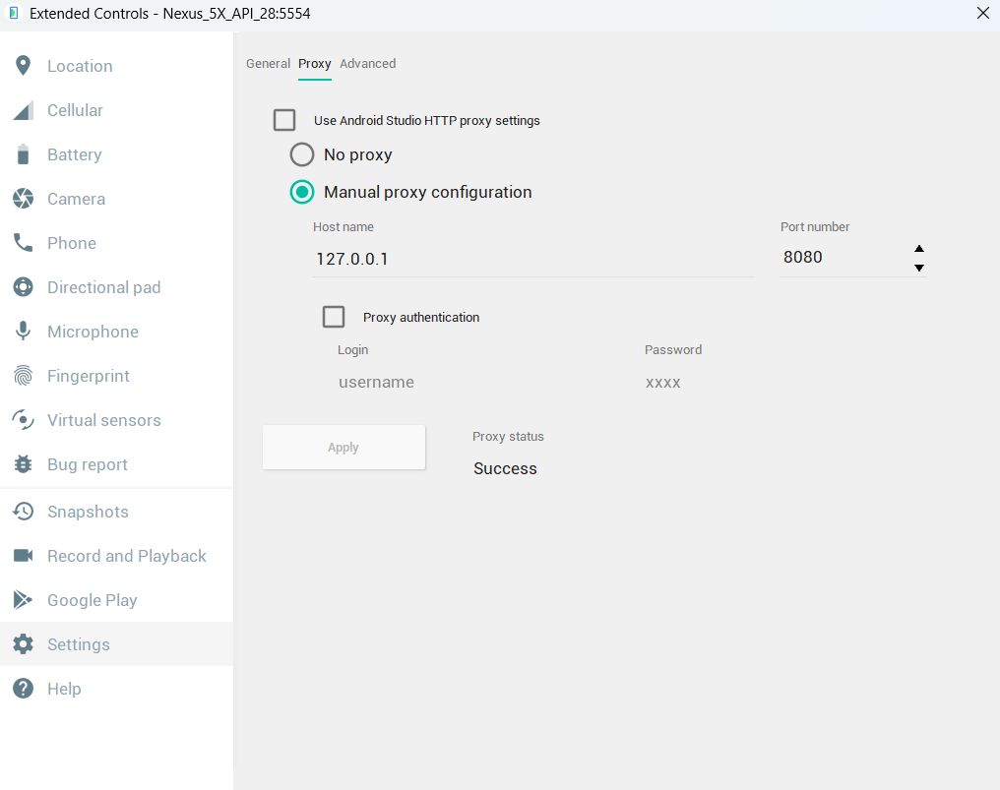 Extended Controls - Nexus_5X_API_28:5554
Location
Cellular
Battery
Camera
Phone
Directional pad
Microphone
Fingerprint
Virtual sensors
Bug report
Snapshots
Record and Playback
Google Play
Settings
Help
General Proxy Advanced
Use Android Studio HTTP proxy settings
No proxy
Manual proxy configuration
Host name Port number
127.0.0.1 8080
Proxy authentication
Login Password
username xxxx
Apply
Proxy status
Success